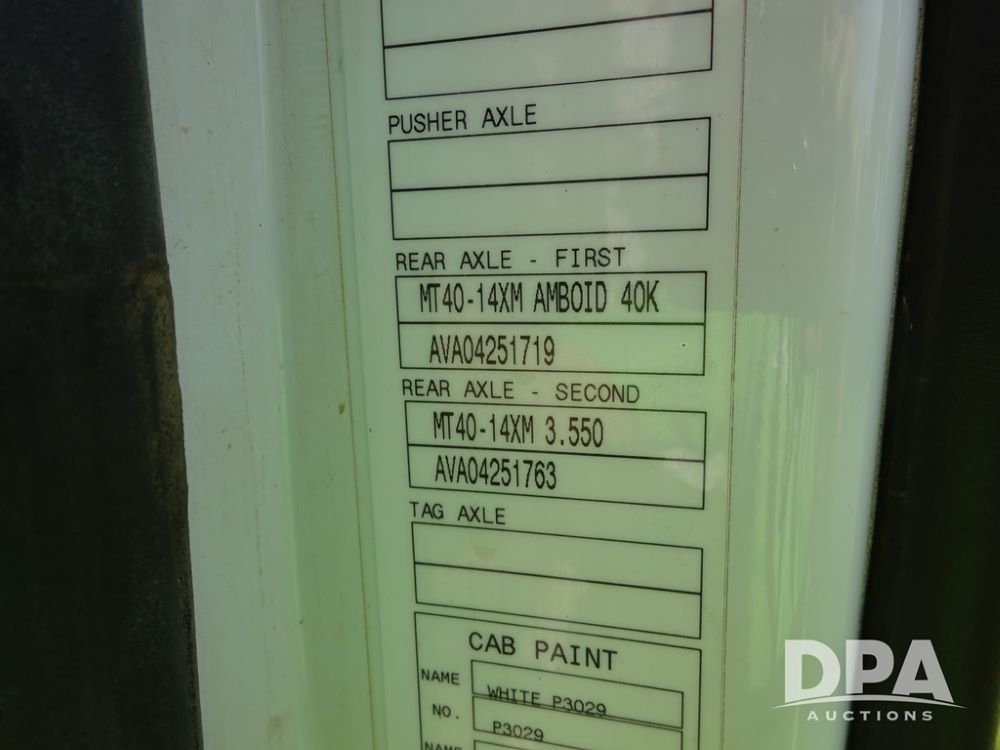 PUSHER AXLE
REAR AXLE - FIRST
MT40-14XM AMBOID 40K
AVA04251719
REAR AXLE - SECOND
MT40-14XM 3.550
AVA04251763
TAG AXLE
CAB PAINT
NAME WHITE P3029
NO. P3029
NAME
DPA
AUCTIONS